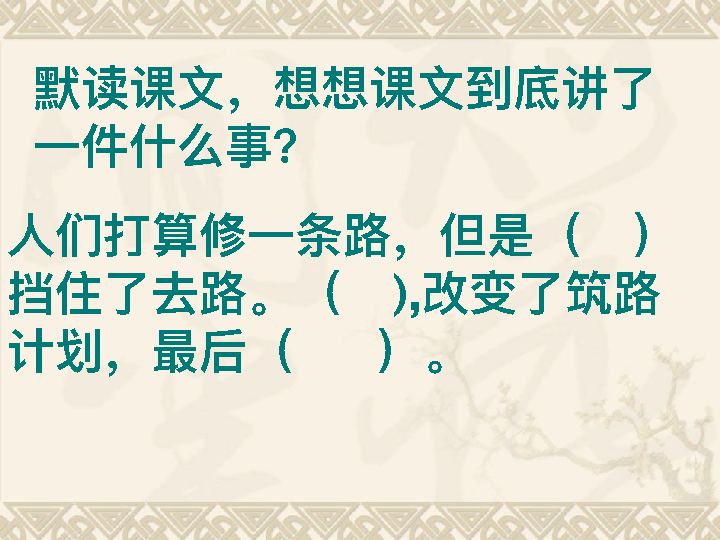 默读课文，想想课文到底讲了
一件什么事?
人们打算修一条路，但是（　）
挡住了去路。（　),改变了筑路
计划，最后（　　）。